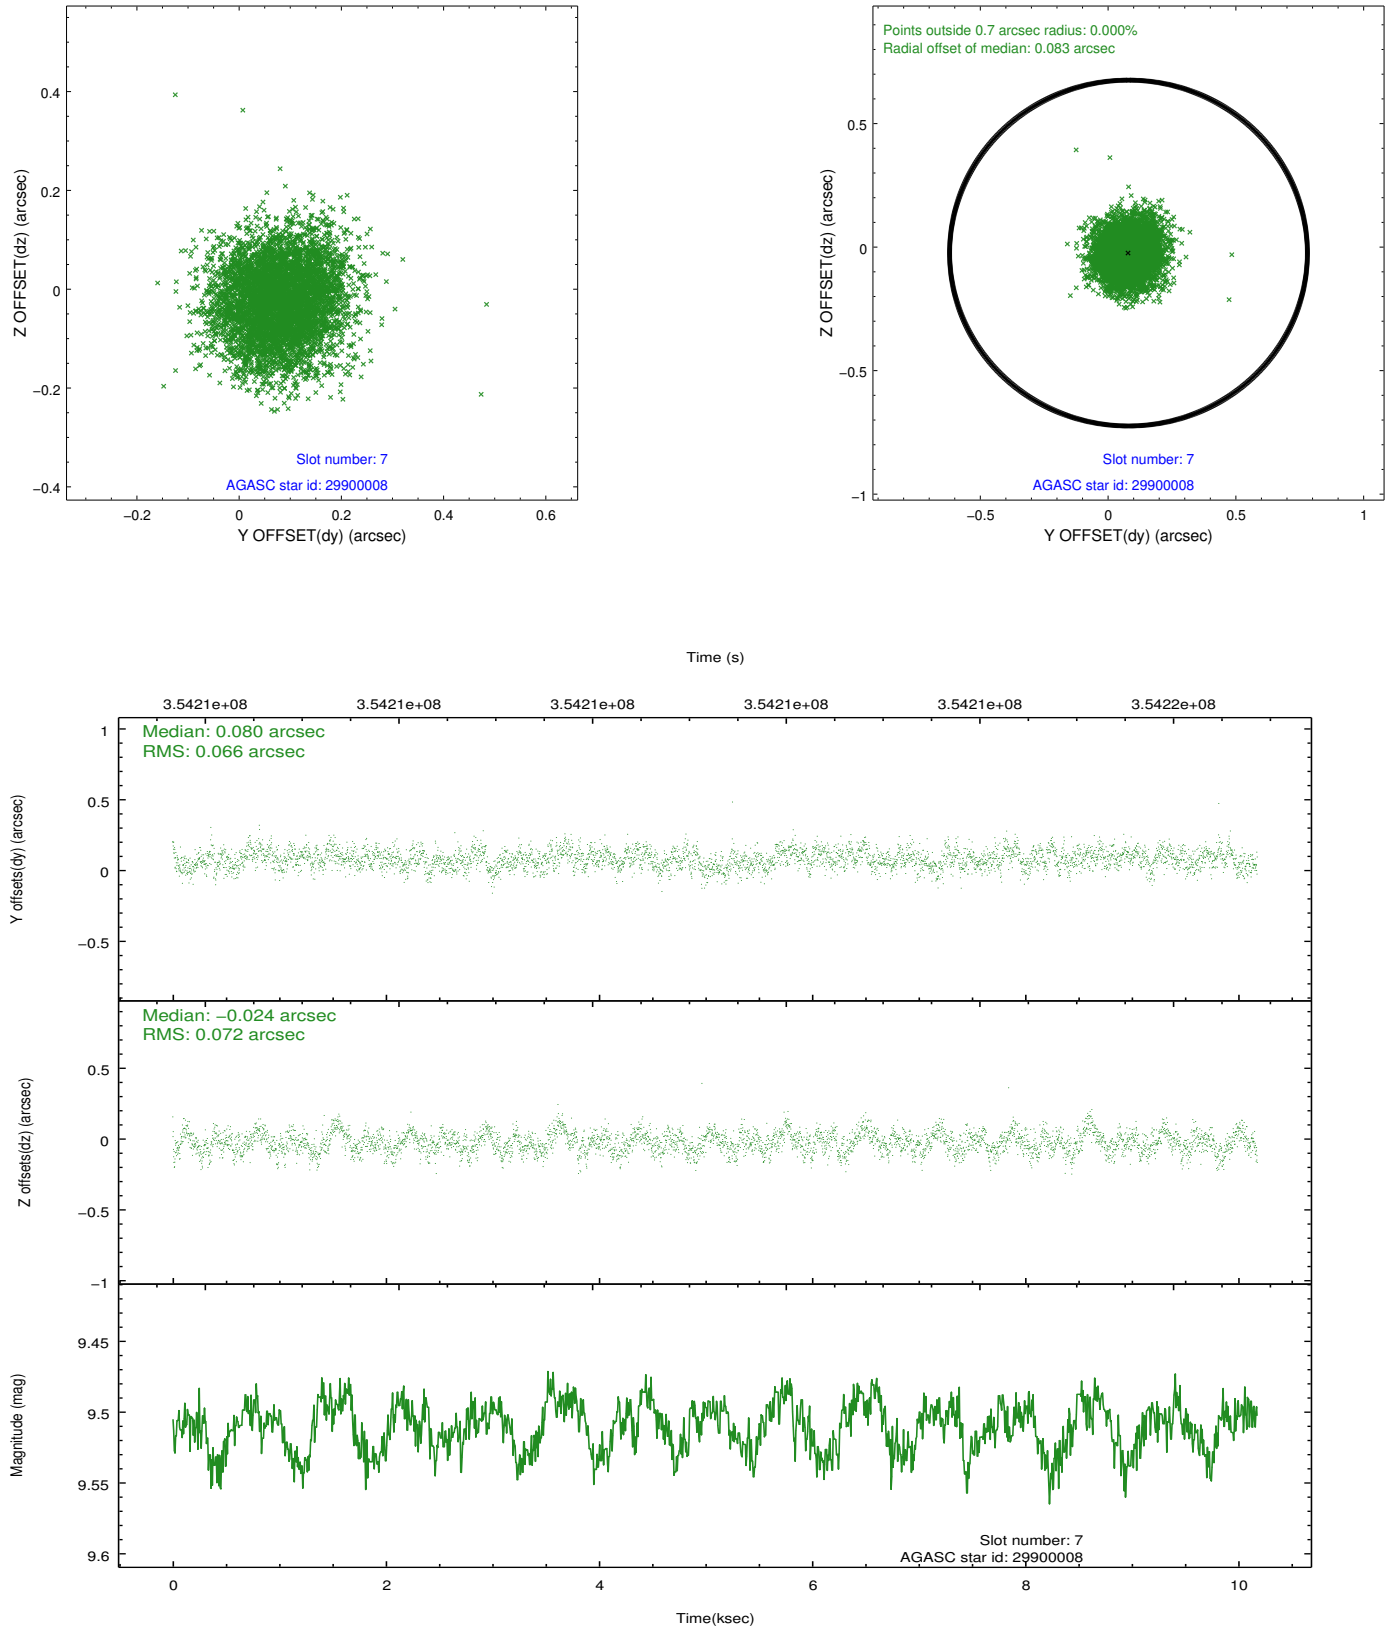 0.4
0.2
0
−0.2
−0.4
Z OFFSET(dz) (arcsec)
−0.2
0
0.2
0.4
0.6
Y OFFSET(dy) (arcsec)
Slot number: 7
AGASC star id: 29900008
Points outside 0.7 arcsec radius: 0.000%
Radial offset of median: 0.083 arcsec
0.5
0
−0.5
−1
Z OFFSET(dz) (arcsec)
−0.5
0
0.5
1
Y OFFSET(dy) (arcsec)
Slot number: 7
AGASC star id: 29900008
Time (s)
3.5421e+08
3.5421e+08
3.5421e+08
3.5421e+08
3.5421e+08
3.5422e+08
Median: 0.080 arcsec
RMS: 0.066 arcsec
1
0.5
0
−0.5
Y offsets(dy) (arcsec)
Median: −0.024 arcsec
RMS: 0.072 arcsec
0.5
0
−0.5
−1
Z offsets(dz) (arcsec)
9.45
9.5
9.55
9.6
Magnitude (mag)
Slot number: 7
AGASC star id: 29900008
0
2
4
6
8
10
Time(ksec)